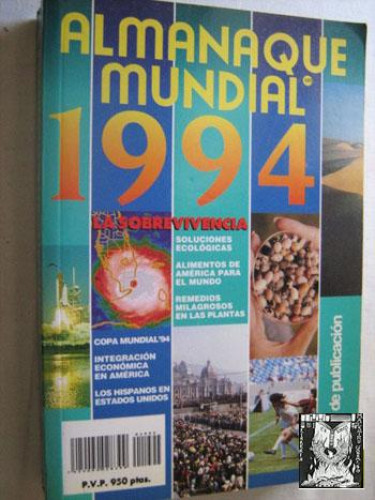 ALMANAQUE
MUNDIAL
1994
LA SOBREVIVENCIA
SOLUCIONES
ECOLÓGICAS
ALIMENTOS DE
AMÉRICA PARA
EL MUNDO
REMEDIOS
MILAGROSOS
EN LAS PLANTAS
COPA MUNDIAL '94
INTEGRACIÓN
ECONÓMICA
EN AMÉRICA
LOS HISPANOS EN
ESTADOS UNIDOS
de publicación
P.V.P. 950 ptas.